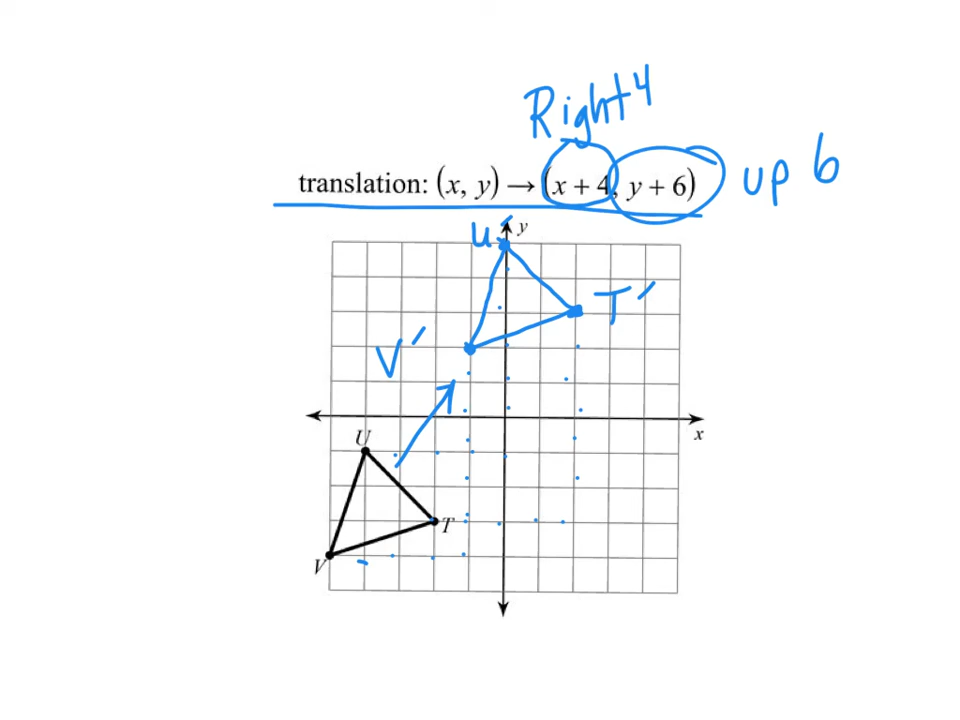 Right 4
translation: (x, y) → (x + 4, y + 6) up 6
U' y
T'
V'
x
U
T
V